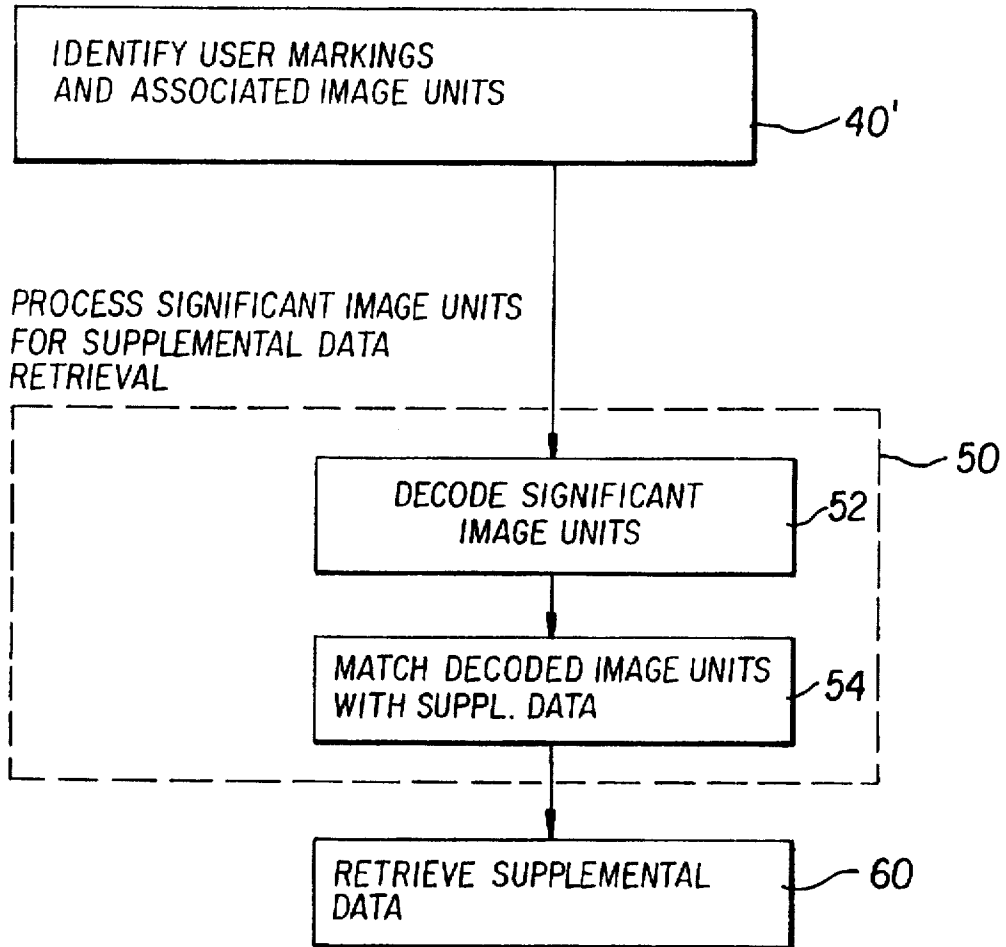 IDENTIFY USER MARKINGS
AND ASSOCIATED IMAGE UNITS
40'
PROCESS SIGNIFICANT IMAGE UNITS
FOR SUPPLEMENTAL DATA
RETRIEVAL
50
DECODE SIGNIFICANT
IMAGE UNITS
52
MATCH DECODED IMAGE UNITS
WITH SUPPL. DATA
54
RETRIEVE SUPPLEMENTAL
DATA
60